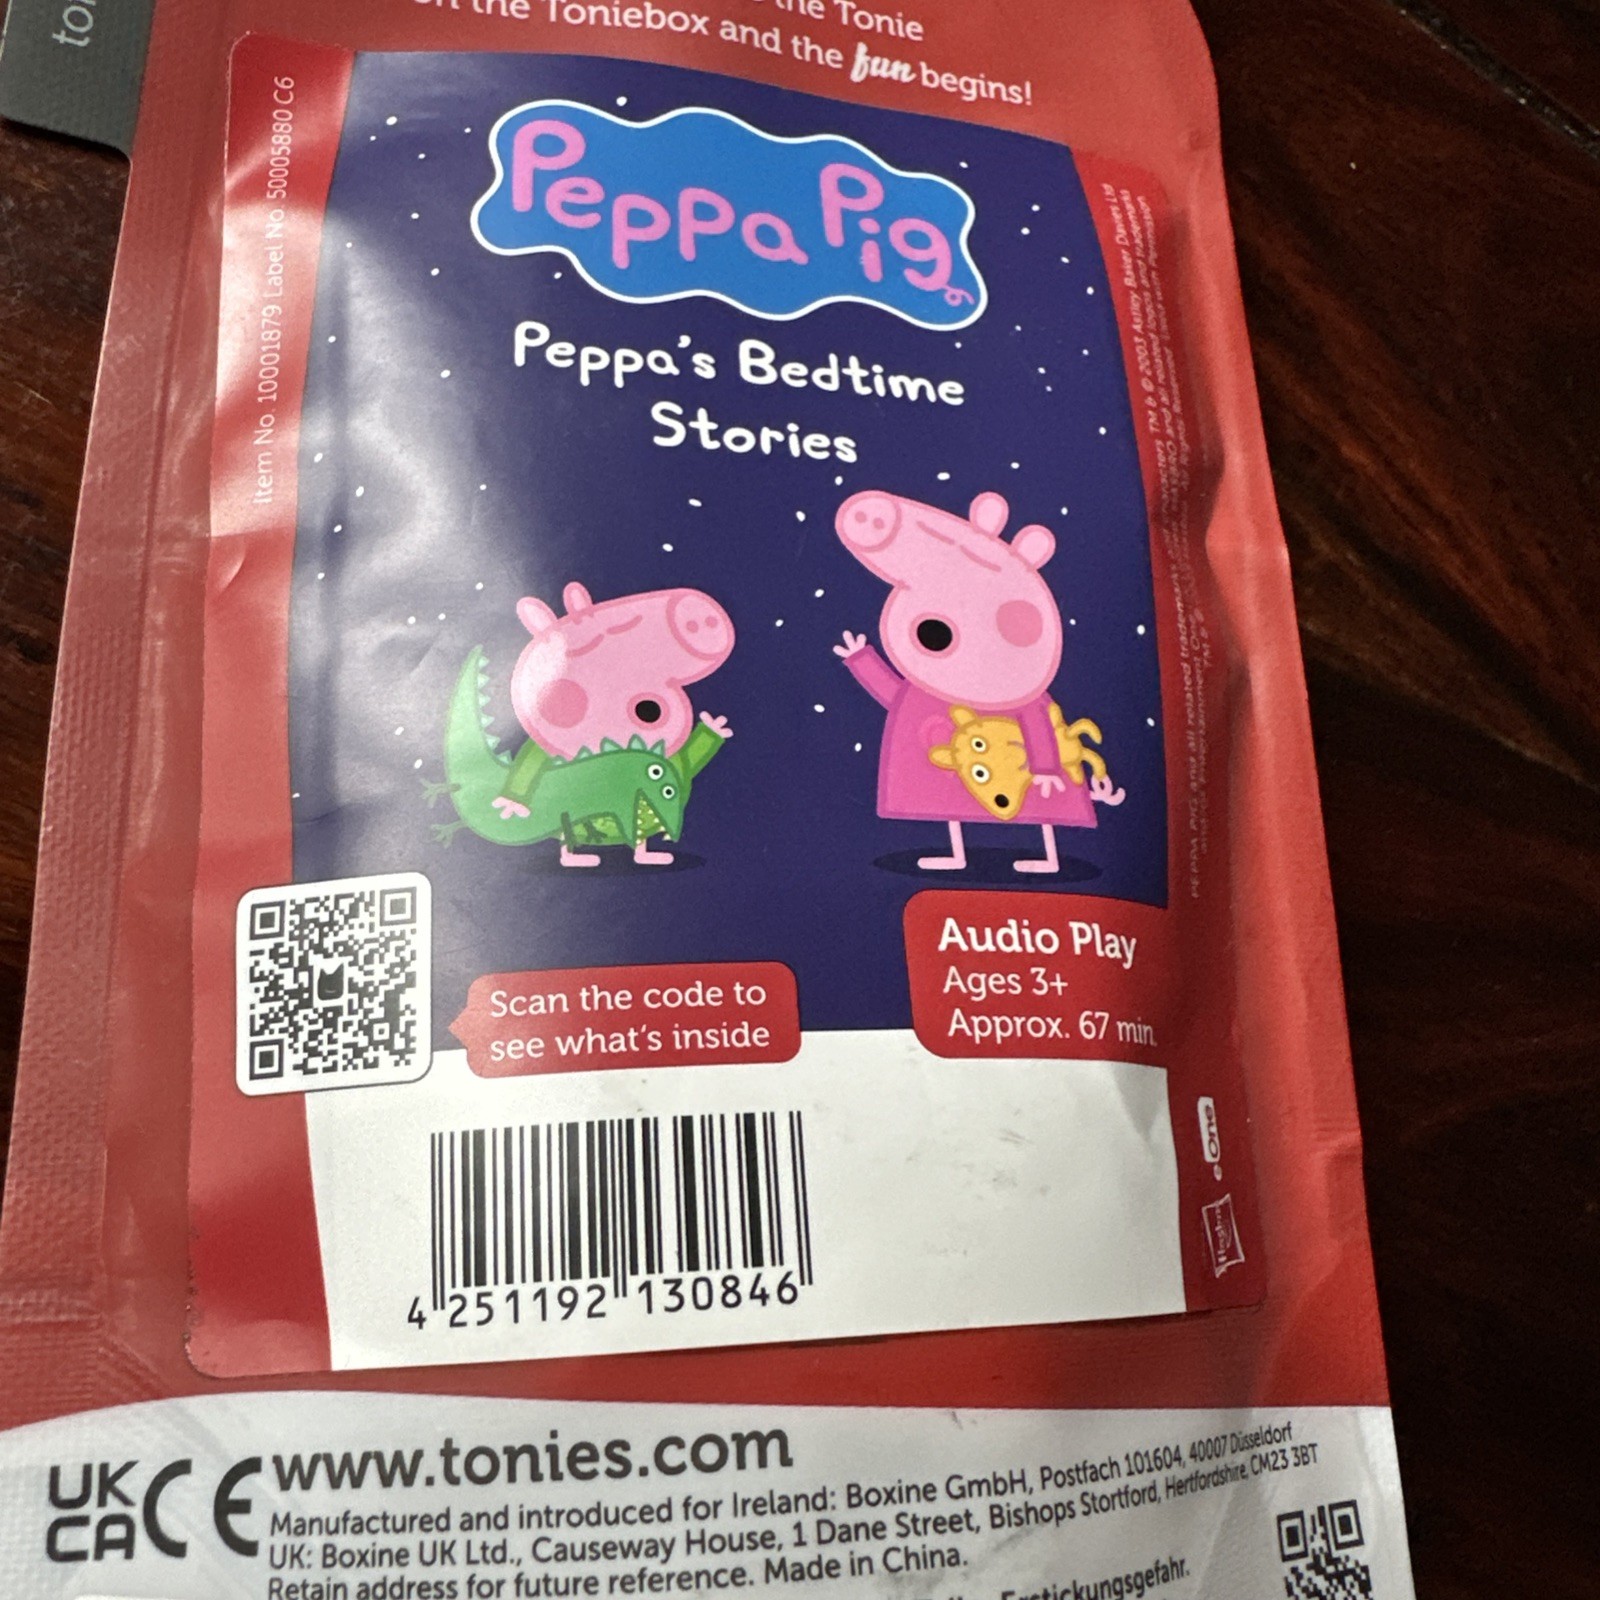 the Tonie
the Toniebox and the fun begins!
Item No. 10001879 Label No 50005880 C6
Peppa Pig
Peppa's Bedtime
Stories
Scan the code to
see what's inside
Audio Play
Ages 3+
Approx. 67 min.
4 251192 130846
eOne
Hasbro
UK
CA CE
www.tonies.com
Manufactured and introduced for Ireland: Boxine GmbH, Postfach 101604, 40007 Düsseldorf
UK: Boxine UK Ltd., Causeway House, 1 Dane Street, Bishops Stortford, Hertfordshire, CM23 3BT
Retain address for future reference. Made in China.
Erstickungsgefahr.